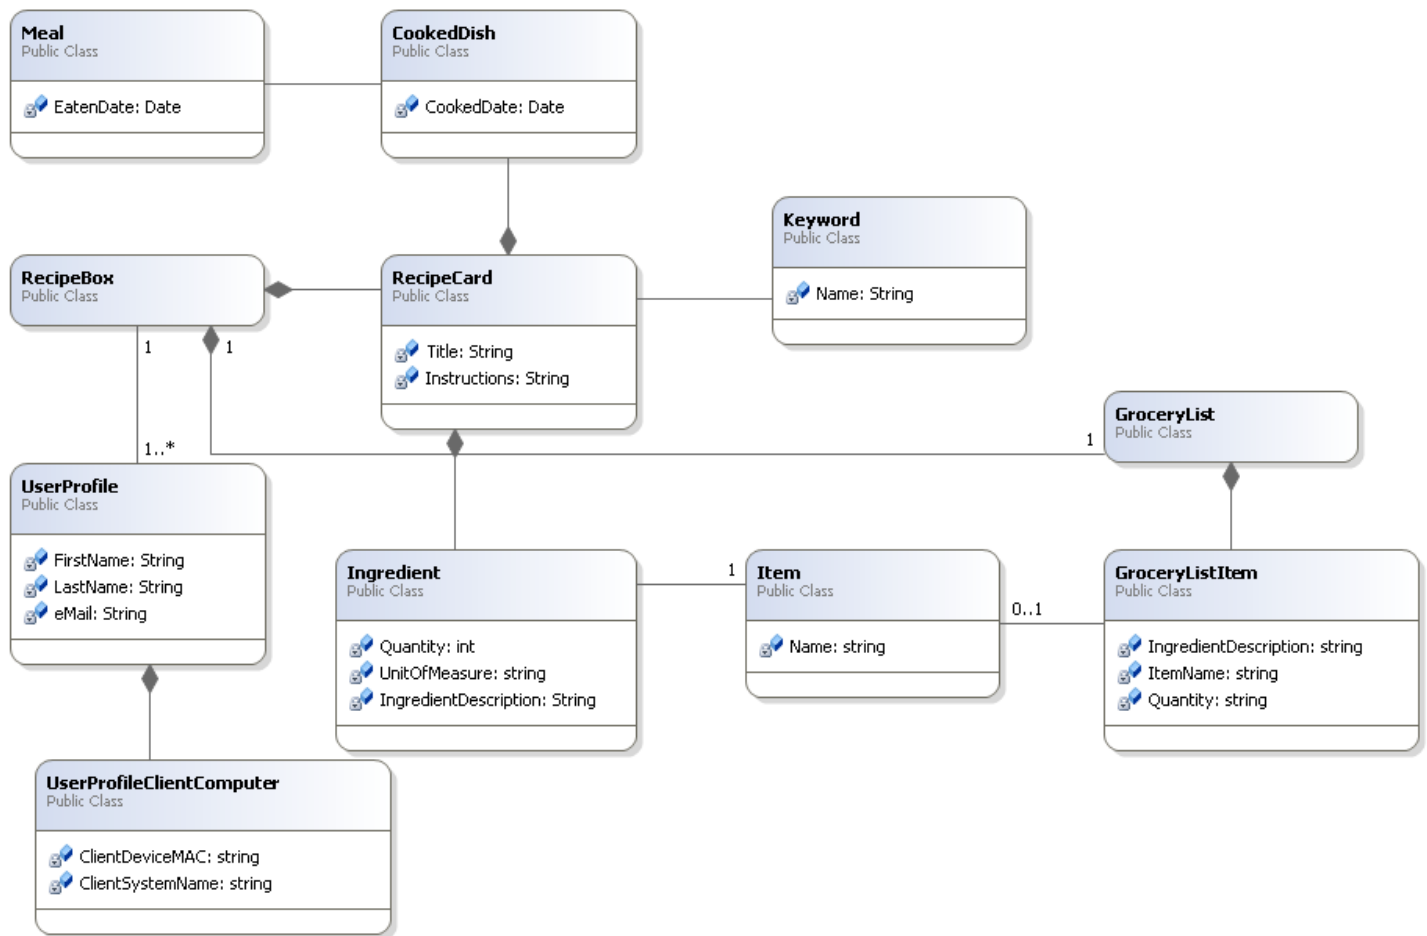 Meal
Public Class
EatenDate: Date
CookedDish
Public Class
CookedDate: Date
Keyword
Public Class
Name: String
RecipeBox
Public Class
RecipeCard
Public Class
Title: String
Instructions: String
1
1
1..*
GroceryList
Public Class
1
UserProfile
Public Class
FirstName: String
LastName: String
eMail: String
Ingredient
Public Class
Quantity: int
UnitOfMeasure: string
IngredientDescription: String
1
Item
Public Class
Name: string
0..1
GroceryListItem
Public Class
IngredientDescription: string
ItemName: string
Quantity: string
UserProfileClientComputer
Public Class
ClientDeviceMAC: string
ClientSystemName: string